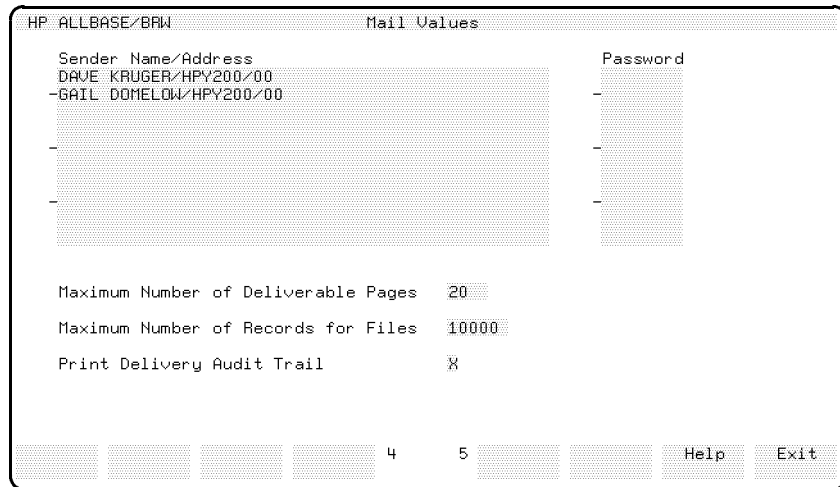 HP ALLBASE/BRW Mail Values
Sender Name/Address Password
DAVE KRUGER/HPY200/00
-GAIL DOMELOW/HPY200/00 -
- -
- -
Maximum Number of Deliverable Pages 20
Maximum Number of Records for Files 10000
Print Delivery Audit Trail X
4 5 Help Exit